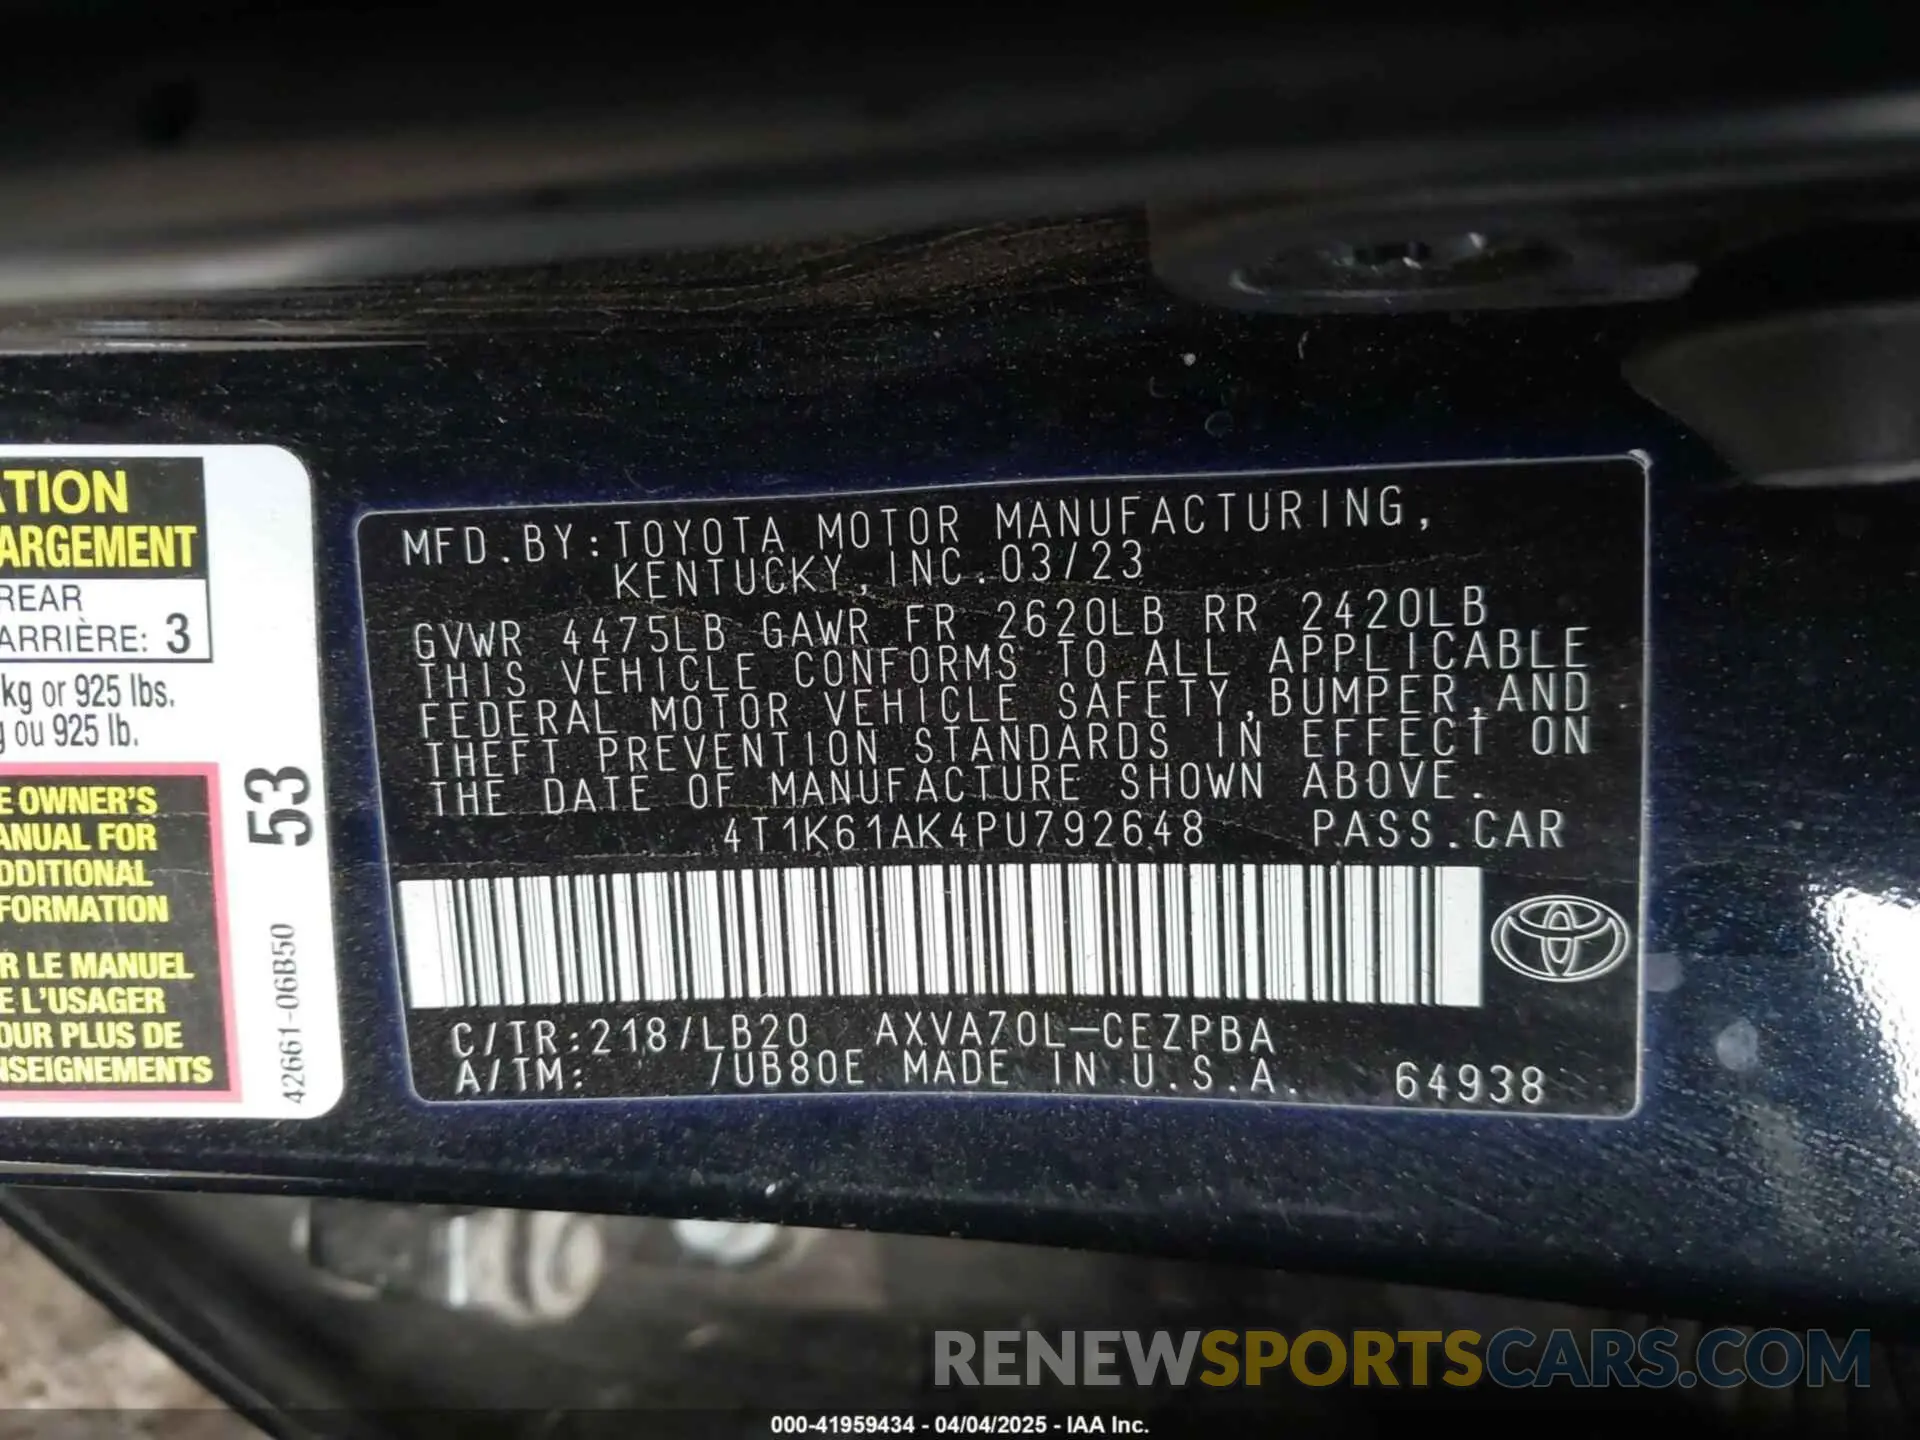 ATION
ARGEMENT
REAR
ARRIÈRE: 3
kg or 925 lbs.
ou 925 lb.
E OWNER'S
ANUAL FOR
DDITIONAL
FORMATION
R LE MANUEL
E L'USAGER
OUR PLUS DE
NSEIGNEMENTS
53
42661-06B50
MFD.BY:TOYOTA MOTOR MANUFACTURING,
KENTUCKY,INC.03/23
GVWR 4475LB GAWR FR 2620LB RR 2420LB
THIS VEHICLE CONFORMS TO ALL APPLICABLE
FEDERAL MOTOR VEHICLE SAFETY,BUMPER,AND
THEFT PREVENTION STANDARDS IN EFFECT ON
THE DATE OF MANUFACTURE SHOWN ABOVE.
4T1K61AK4PU792648 PASS.CAR
C/TR:218/LB20 AXVA70L-CEZPBA
A/TM: /UB80E MADE IN U.S.A. 64938
RENEWSPORTSCARS.COM
000-41959434 - 04/04/2025 - IAA Inc.